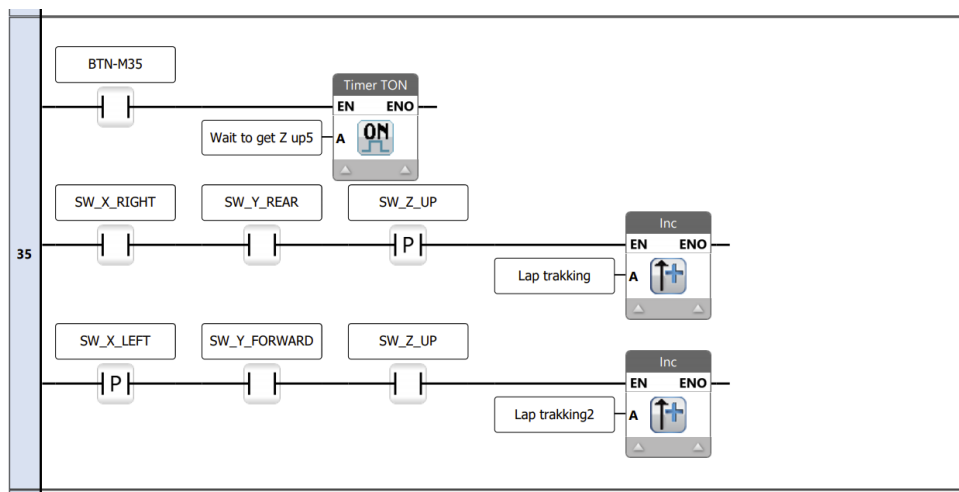 BTN-M35
Timer TON
EN ENO
Wait to get Z up5 A ON
SW_X_RIGHT SW_Y_REAR SW_Z_UP
P
Inc
EN ENO
35
Lap trakking A
SW_X_LEFT SW_Y_FORWARD SW_Z_UP
P
Inc
EN ENO
Lap trakking2 A